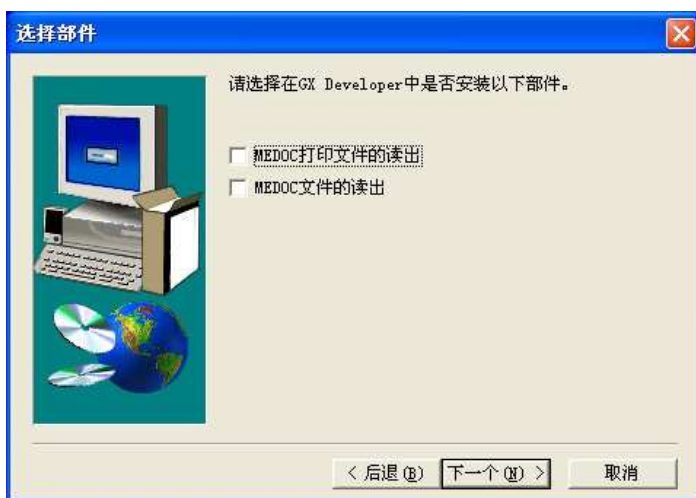 选择部件
请选择在GX Developer中是否安装以下部件。
MEDOC打印文件的读出
MEDOC文件的读出
< 后退(B) 下一个(N) > 取消